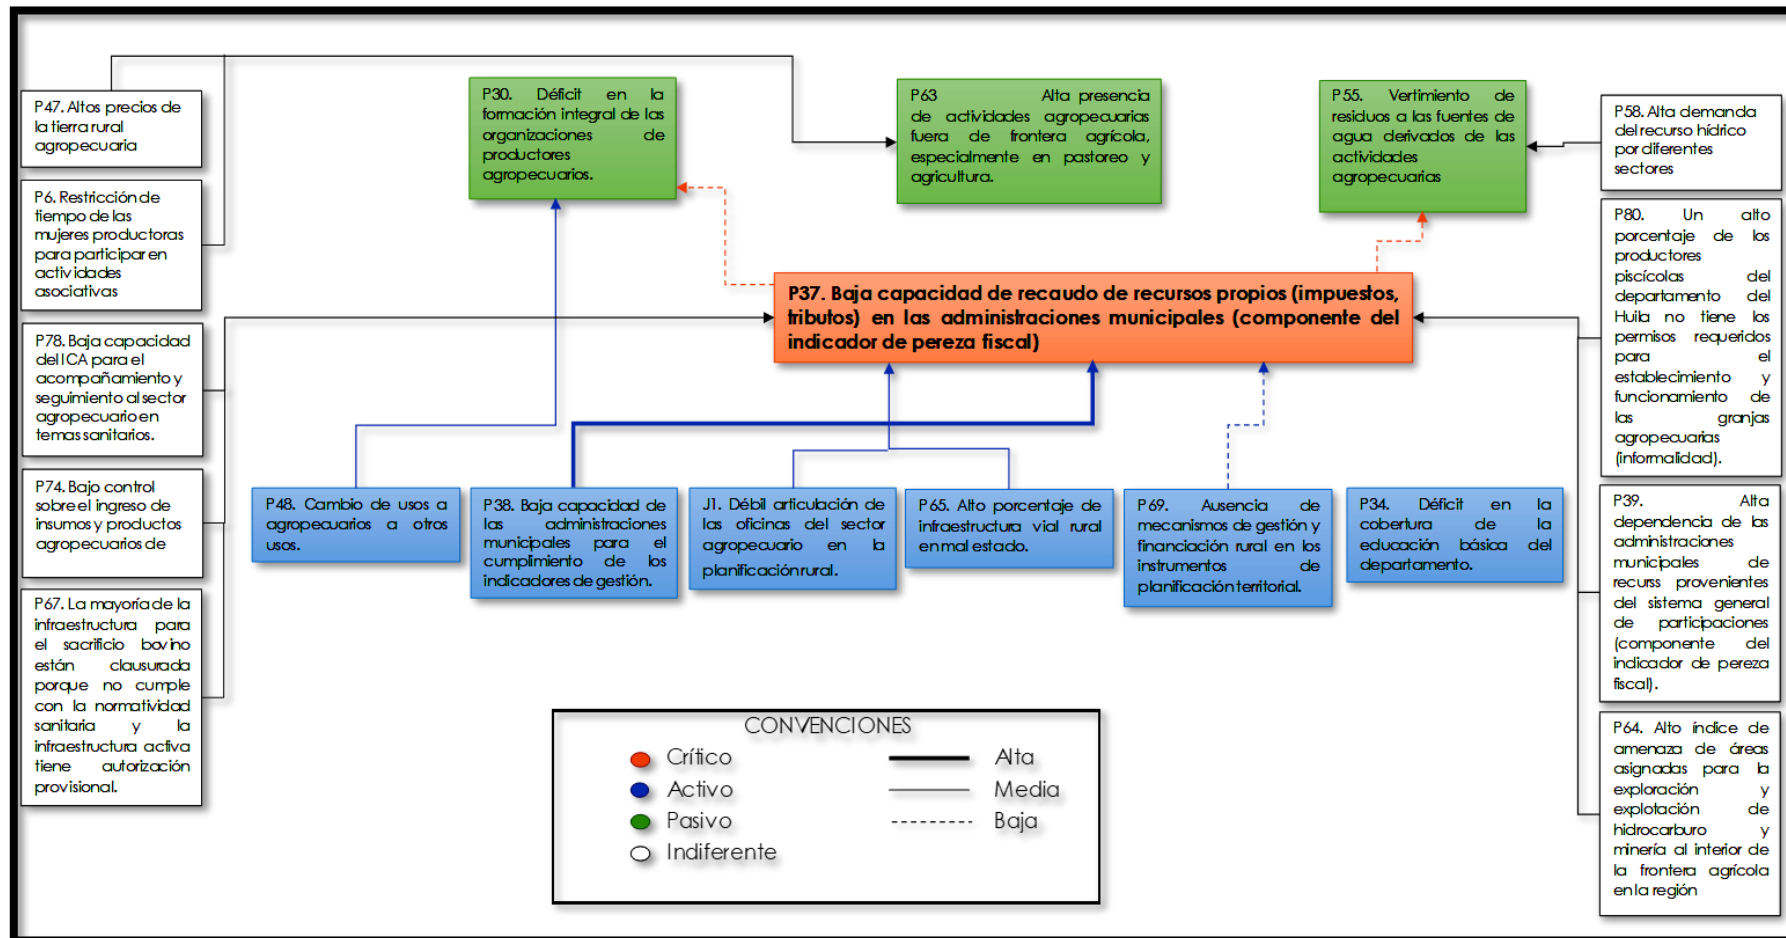 P47. Altos precios de
la tierra rural
agropecuaria
P6. Restricción de
tiempo de las
mujeres productoras
para participar en
actividades
asociativas
P78. Baja capacidad
del ICA para el
acompañamiento y
seguimiento al sector
agropecuario en
temas sanitarios.
P74. Bajo control
sobre el ingreso de
insumos y productos
agropecuarios de
P67. La mayoría de la
infraestructura para
el sacrificio bovino
están clausurada
porque no cumple
con la normatividad
sanitaria y la
infraestructura activa
tiene autorización
provisional.
P30. Déficit en la
formación integral de las
organizaciones de
productores
agropecuarios.
P63 Alta presencia
de actividades agropecuarias
fuera de frontera agrícola,
especialmente en pastoreo y
agricultura.
P55. Vertimiento de
residuos a las fuentes de
agua derivados de las
actividades
agropecuarias
P37. Baja capacidad de recaudo de recursos propios (impuestos,
tributos) en las administraciones municipales (componente del
indicador de pereza fiscal)
P48. Cambio de usos a
agropecuarios a otros
usos.
P38. Baja capacidad de
las administraciones
municipales para el
cumplimiento de los
indicadores de gestión.
J1. Débil articulación de
las oficinas del sector
agropecuario en la
planificación rural.
P65. Alto porcentaje de
infraestructura vial rural
en mal estado.
P69. Ausencia de
mecanismos de gestión y
financiación rural en los
instrumentos de
planificación territorial.
P34. Déficit en la
cobertura de la
educación básica del
departamento.
P58. Alta demanda
del recurso hídrico
por diferentes
sectores
P80. Un alto
porcentaje de los
productores
piscícolas del
departamento del
Huila no tiene los
permisos requeridos
para el
establecimiento y
funcionamiento de
las granjas
agropecuarias
(informalidad).
P39. Alta
dependencia de las
administraciones
municipales de
recurss provenientes
del sistema general
de participaciones
(componente del
indicador de pereza
fiscal).
P64. Alto índice de
amenaza de áreas
asignadas para la
exploración y
explotación de
hidrocarburo y
minería al interior de
la frontera agrícola
en la región
CONVENCIONES
Crítico
Activo
Pasivo
Indiferente
Alta
Media
Baja